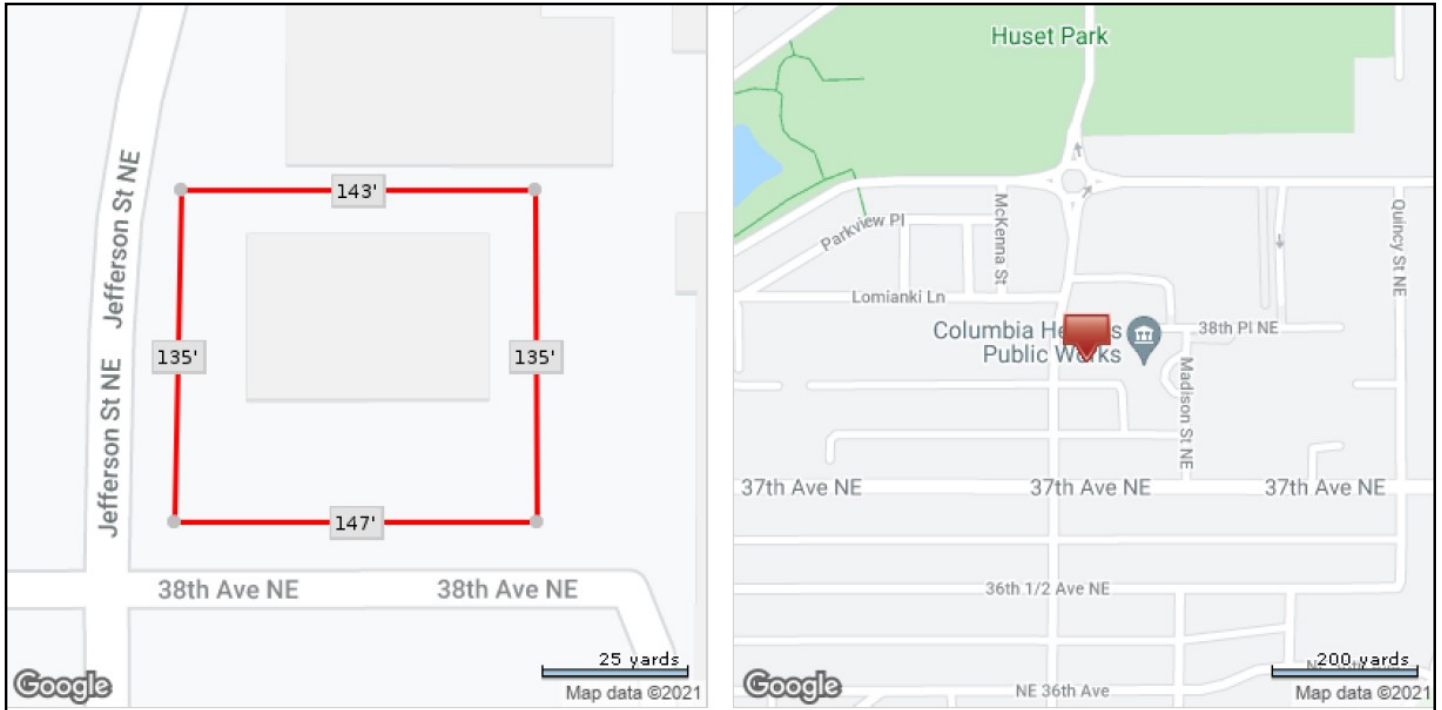 Jefferson St NE
Jefferson St NE
143'
135'
135'
147'
38th Ave NE
38th Ave NE
25 yards
Google
Map data ©2021
Huset Park
McKenna St
Parkview Pl
Quincy St NE
Lomianki Ln
Columbia He s
Public Works
38th Pl NE
Madison St NE
37th Ave NE
37th Ave NE
37th Ave NE
36th 1/2 Ave NE
200 yards
NE 36th Ave
Google
Map data ©2021